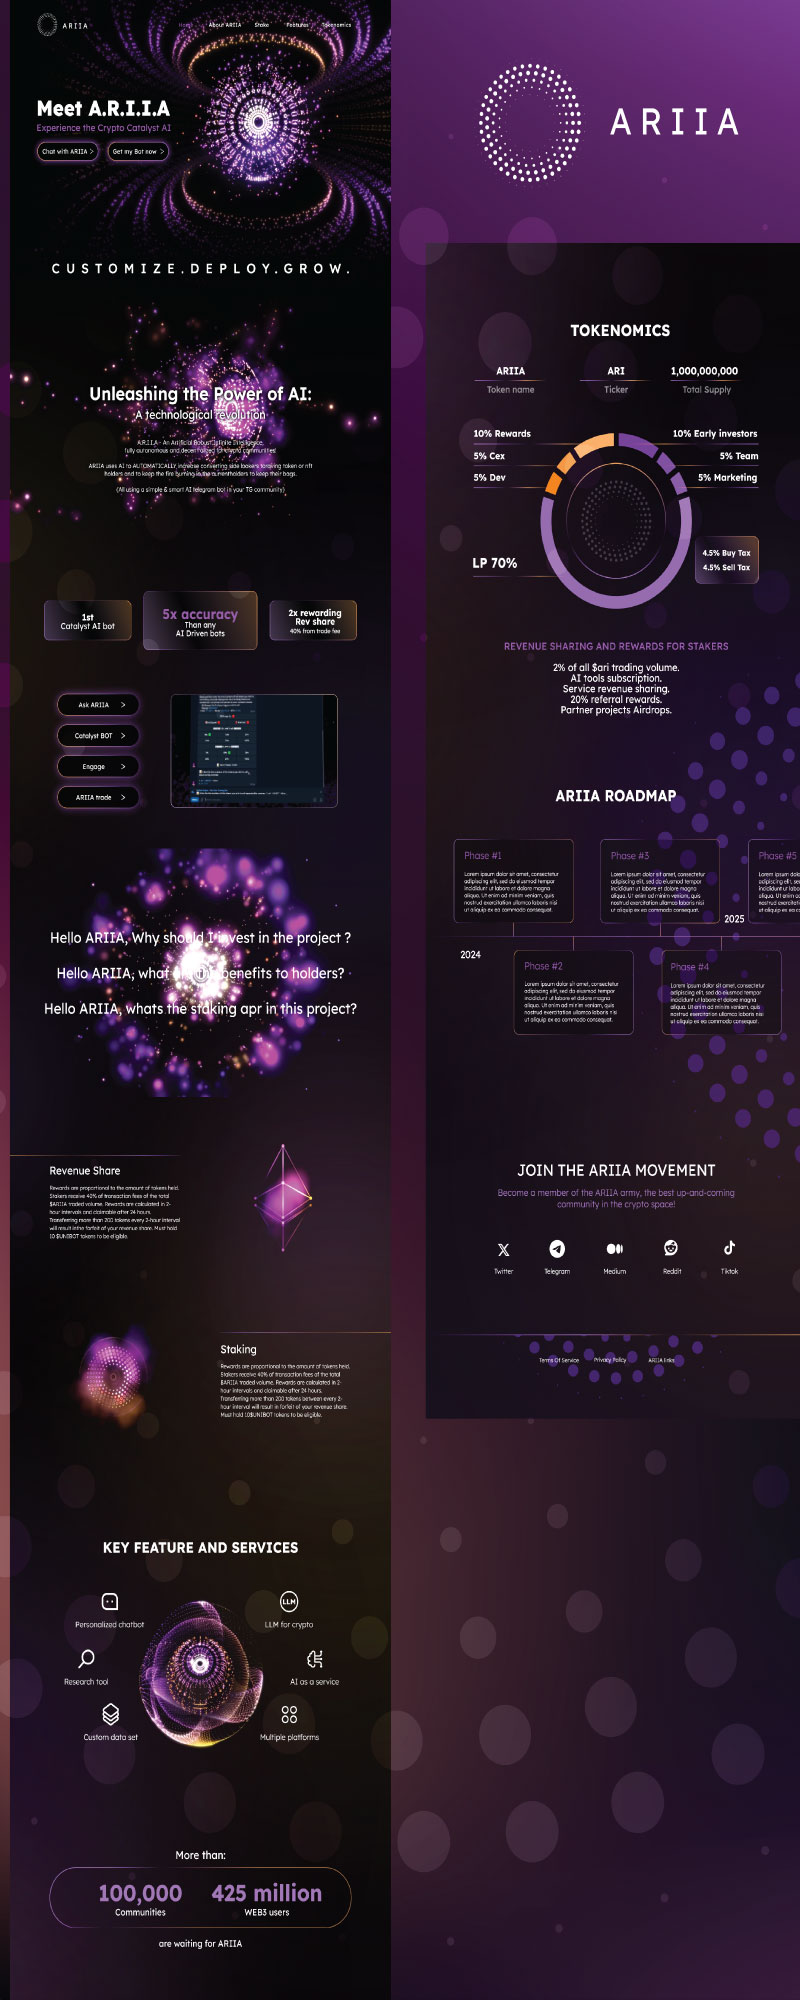 ARIIA
Home
About ARIIA
Stake
Features
Tokenomics
Meet A.R.I.I.A
Experience the Crypto Catalyst AI
Chat with ARIIA >
Get my Bot now >
CUSTOMIZE.DEPLOY.GROW.
Unleashing the Power of AI:
A technological revolution
A.R.I.I.A - An Artificial Robust Infinite Intelligence,
fully autonomous and decentralized for crypto communities!
ARIIA uses AI to AUTOMATICALLY increase converting side lookers to
holders and to keep the fire burning in the
holders to keep their bags.
(All using a simple & smart AI telegram bot in your TG community)
1st
Catalyst AI bot
5x accuracy
Than any
AI Driven bots
2x rewarding
Rev share
40% from trade fee
Ask ARIIA >
Catalyst BOT >
Engage >
ARIIA trade >
Hello ARIIA, Why should I invest in the project ?
Hello ARIIA, what are the benefits to holders?
Hello ARIIA, whats the staking apr in this project?
Revenue Share
Rewards are proportional to the amount of tokens held.
Stakers receive 40% of transaction fees of the total
$ARIIA traded volume. Rewards are calculated in 2-
hour intervals and claimable after 24 hours.
Transferring more than 200 tokens every 2-hour interval
will result in the forfeit of your revenue share. Must hold
10 $UNIBOT tokens to be eligible.
Staking
Rewards are proportional to the amount of tokens held.
Stakers receive 40% of transaction fees of the total
$ARIIA traded volume. Rewards are calculated in 2-
hour intervals and claimable after 24 hours.
Transferring more than 200 tokens between every 2-
hour interval will result in forfeit of your revenue share.
Must hold 10$UNIBOT tokens to be eligible.
KEY FEATURE AND SERVICES
Personalized chatbot
LLM
LLM for crypto
Research tool
AI as a service
Custom data set
Multiple platforms
More than:
100,000
Communities
425 million
WEB3 users
are waiting for ARIIA
ARIIA
TOKENOMICS
ARIIA
Token name
ARI
Ticker
1,000,000,000
Total Supply
10% Rewards
5% Cex
5% Dev
10% Early investors
5% Team
5% Marketing
LP 70%
4.5% Buy Tax
4.5% Sell Tax
REVENUE SHARING AND REWARDS FOR STAKERS
2% of all $ari trading volume.
AI tools subscription.
Service revenue sharing.
20% referral rewards.
Partner projects Airdrops.
ARIIA ROADMAP
Phase #1
Lorem ipsum dolor sit amet, consectetur
adipiscing elit, sed do eiusmod tempor
incididunt ut labore et dolore magna
aliqua. Ut enim ad minim veniam, quis
nostrud exercitation ullamco laboris nisi
ut aliquip ex ea commodo consequat.
Phase #3
Lorem ipsum dolor sit amet, consectetur
adipiscing elit, sed do eiusmod tempor
incididunt ut labore et dolore magna
aliqua. Ut enim ad minim veniam, quis
nostrud exercitation ullamco laboris nisi
ut aliquip ex ea commodo consequat.
Phase #5
Lorem ipsum do
adipiscing elit, s
incididunt ut lab
aliqua. Ut enim
nostrud exercita
ut aliquip ex ea
2025
2024
Phase #2
Lorem ipsum dolor sit amet, consectetur
adipiscing elit, sed do eiusmod tempor
incididunt ut labore et dolore magna
aliqua. Ut enim ad minim veniam, quis
nostrud exercitation ullamco laboris nisi
ut aliquip ex ea commodo consequat.
Phase #4
Lorem ipsum dolor sit amet, consectetur
adipiscing elit, sed do eiusmod tempor
incididunt ut labore et dolore magna
aliqua. Ut enim ad minim veniam, quis
nostrud exercitation ullamco laboris nisi
ut aliquip ex ea commodo consequat.
JOIN THE ARIIA MOVEMENT
Become a member of the ARIIA army, the best up-and-coming
community in the crypto space!
Twitter
Telegram
Medium
Reddit
Tiktok
Terms Of Service
Privacy Policy
ARIIA links